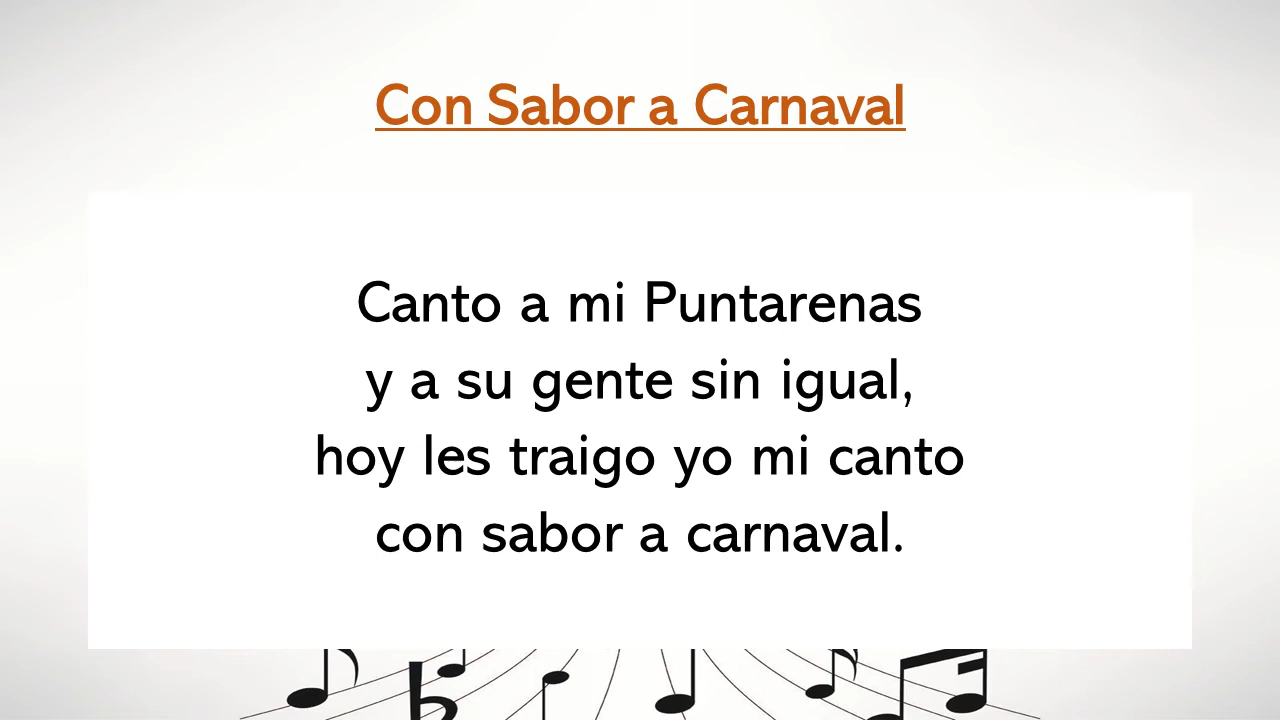 Con Sabor a Carnaval
Canto a mi Puntarenas
y a su gente sin igual,
hoy les traigo yo mi canto
con sabor a carnaval.